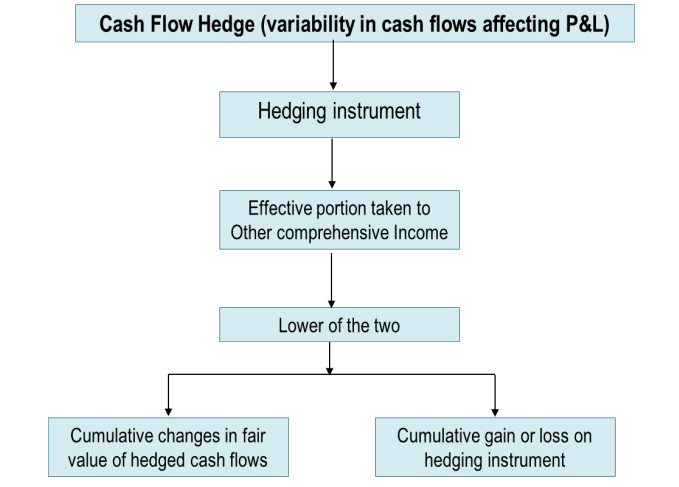 Cash Flow Hedge (variability in cash flows affecting P&L)
Hedging instrument
Effective portion taken to
Other comprehensive Income
Lower of the two
Cumulative changes in fair
value of hedged cash flows
Cumulative gain or loss on
hedging instrument